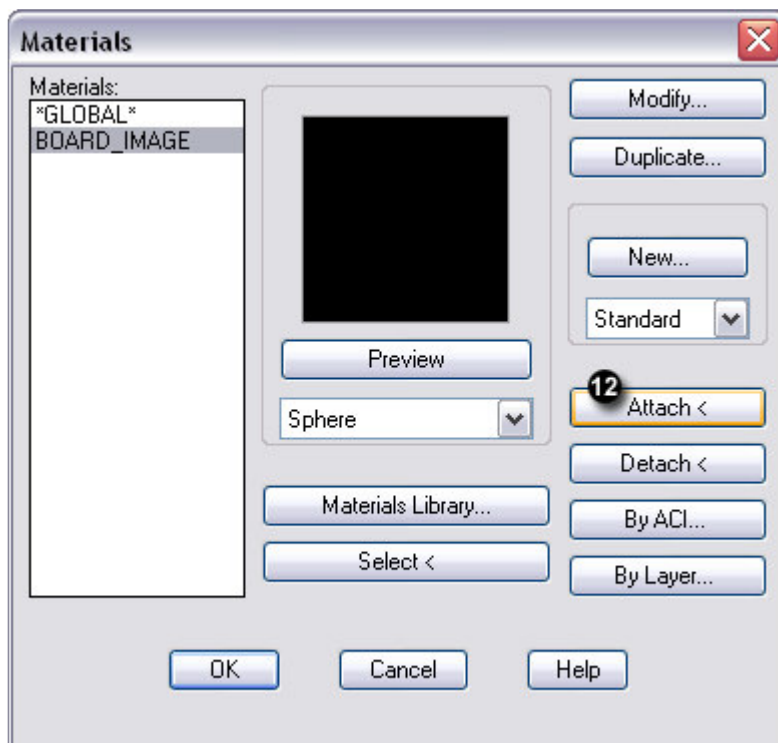 Materials
Materials:
*GLOBAL*
BOARD_IMAGE
Preview
Sphere
Materials Library...
Select <
Modify...
Duplicate...
New...
Standard
12
Attach <
Detach <
By ACI...
By Layer...
OK
Cancel
Help